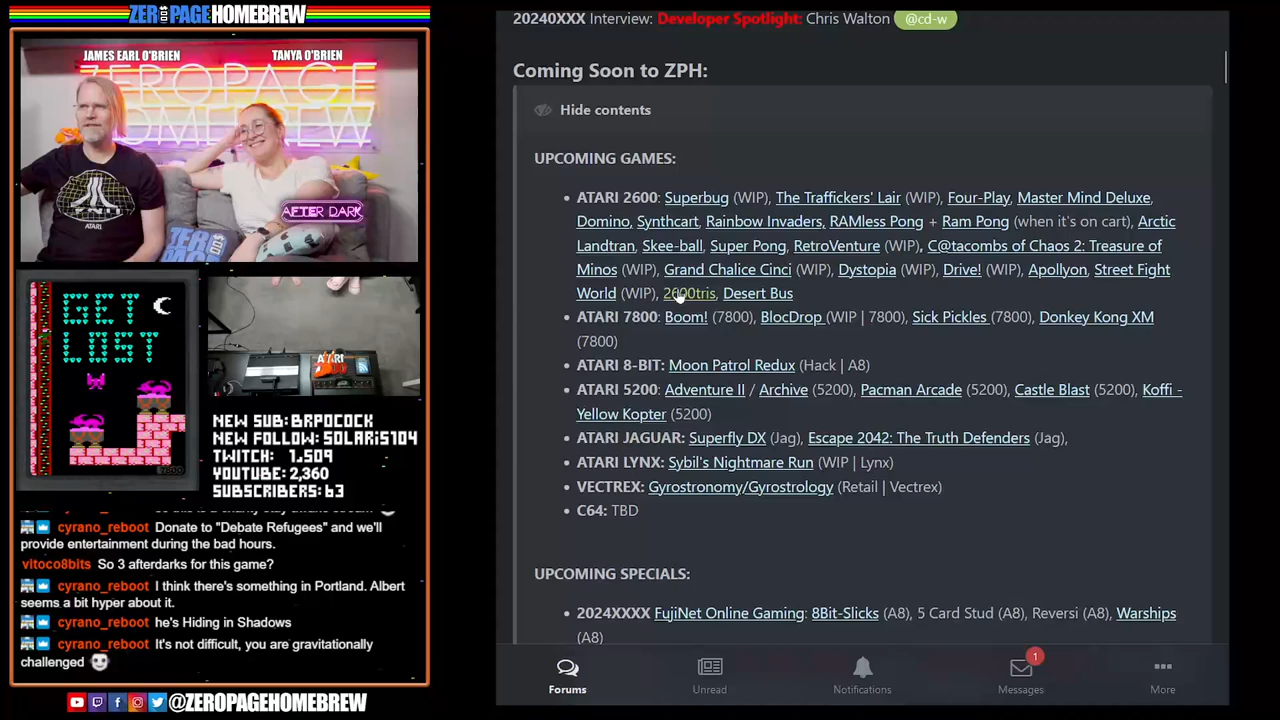 ZERO PAGE HOMEBREW
JAMES EARL O'BRIEN
TANYA O'BRIEN
ZEROPAGE
HOMEBREW
AFTER DARK
ATARI
GET
LOST
ATARI
NEW SUB: BRPOCOCK
NEW FOLLOW: SOLARIS104
TWITCH: 1,509
YOUTUBE: 2,360
SUBSCRIBERS: 63
cyrano_reboot Donate to "Debate Refugees" and we'll
provide entertainment during the bad hours.
vitoco8bits So 3 afterdarks for this game?
cyrano_reboot I think there's something in Portland. Albert
seems a bit hyper about it.
cyrano_reboot he's Hiding in Shadows
cyrano_reboot It's not difficult, you are gravitationally
challenged
@ZEROPAGEHOMEBREW
20240XXX Interview: Developer Spotlight: Chris Walton @cd-w
Coming Soon to ZPH:
Hide contents
UPCOMING GAMES:
• ATARI 2600: Superbug (WIP), The Traffickers' Lair (WIP), Four-Play, Master Mind Deluxe,
Domino, Synthcart, Rainbow Invaders, RAMless Pong + Ram Pong (when it's on cart), Arctic
Landtran, Skee-ball, Super Pong, RetroVenture (WIP), C@tacombs of Chaos 2: Treasure of
Minos (WIP), Grand Chalice Cinci (WIP), Dystopia (WIP), Drive! (WIP), Apollyon, Street Fight
World (WIP), 2600tris, Desert Bus
• ATARI 7800: Boom! (7800), BlocDrop (WIP | 7800), Sick Pickles (7800), Donkey Kong XM
(7800)
• ATARI 8-BIT: Moon Patrol Redux (Hack | A8)
• ATARI 5200: Adventure II / Archive (5200), Pacman Arcade (5200), Castle Blast (5200), Koffi -
Yellow Kopter (5200)
• ATARI JAGUAR: Superfly DX (Jag), Escape 2042: The Truth Defenders (Jag),
• ATARI LYNX: Sybil's Nightmare Run (WIP | Lynx)
• VECTREX: Gyrostronomy/Gyrostrology (Retail | Vectrex)
• C64: TBD
UPCOMING SPECIALS:
• 2024XXXX FujiNet Online Gaming: 8Bit-Slicks (A8), 5 Card Stud (A8), Reversi (A8), Warships
(A8)
Forums
Unread
Notifications
1
Messages
More